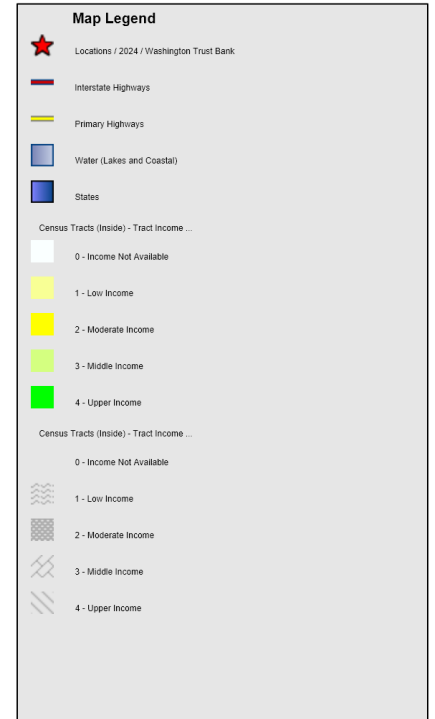 Map Legend
Locations / 2024 / Washington Trust Bank
Interstate Highways
Primary Highways
Water (Lakes and Coastal)
States
Census Tracts (Inside) - Tract Income ...
0 - Income Not Available
1 - Low Income
2 - Moderate Income
3 - Middle Income
4 - Upper Income
Census Tracts (Inside) - Tract Income ...
0 - Income Not Available
1 - Low Income
2 - Moderate Income
3 - Middle Income
4 - Upper Income